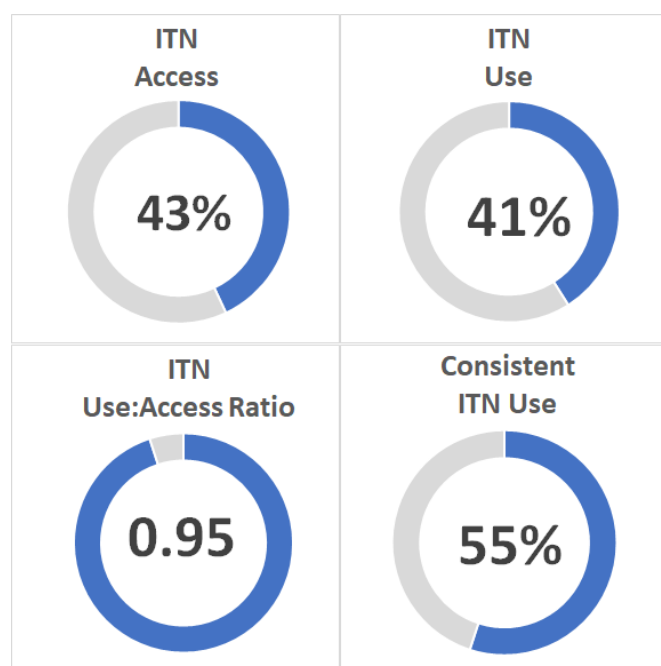 ITN
Access
43%
ITN
Use
41%
ITN
Use:Access Ratio
0.95
Consistent
ITN Use
55%